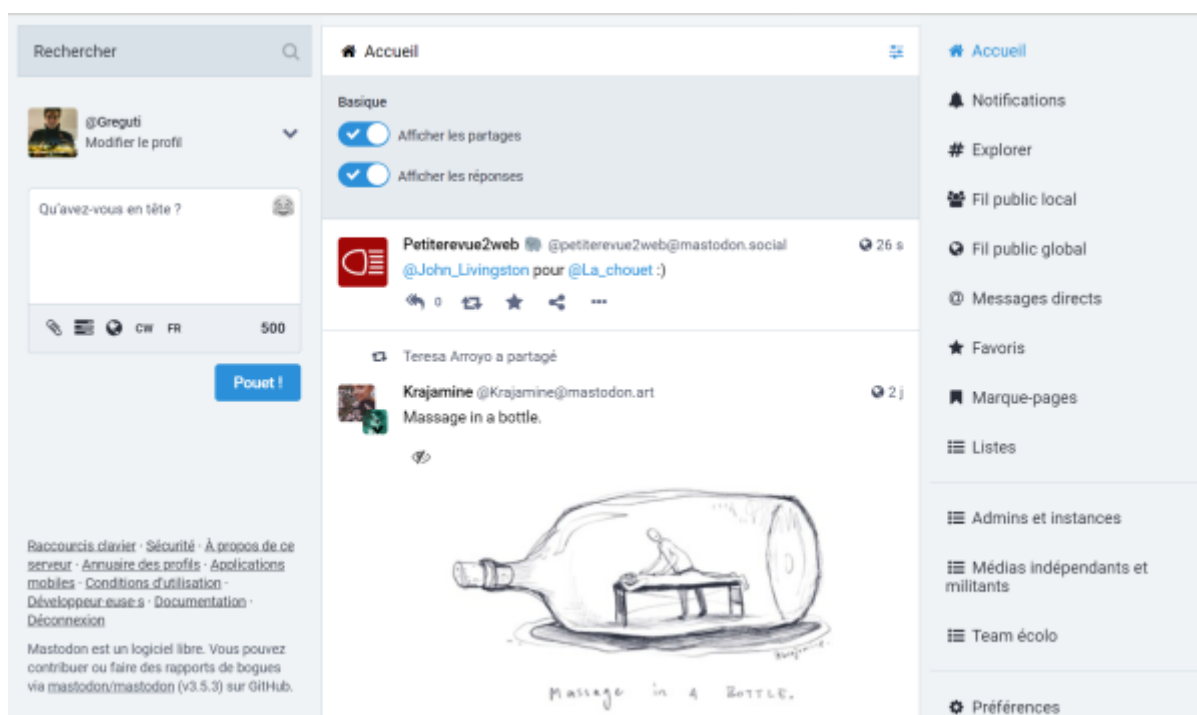 Rechercher
@Greguti
Modifier le profil
Qu'avez-vous en tête ?
CW FR 500
Pouet !
Raccourcis clavier · Sécurité · À propos de ce
serveur · Annuaire des profils · Applications
mobiles · Conditions d'utilisation ·
Développeur·euse·s · Documentation ·
Déconnexion
Mastodon est un logiciel libre. Vous pouvez
contribuer ou faire des rapports de bogues
via mastodon/mastodon (v3.5.3) sur GitHub.
Accueil
Basique
Afficher les partages
Afficher les réponses
Petiterevue2web @petiterevue2web@mastodon.social 26 s
@John_Livingston pour @La_chouet :)
0
Teresa Arroyo a partagé
Krajamine @Krajamine@mastodon.art 2 j
Massage in a bottle.
Krajamine.
Massage in a BOTTLE.
Accueil
Notifications
# Explorer
Fil public local
Fil public global
@ Messages directs
Favoris
Marque-pages
Listes
Admins et instances
Médias indépendants et
militants
Team écolo
Préférences